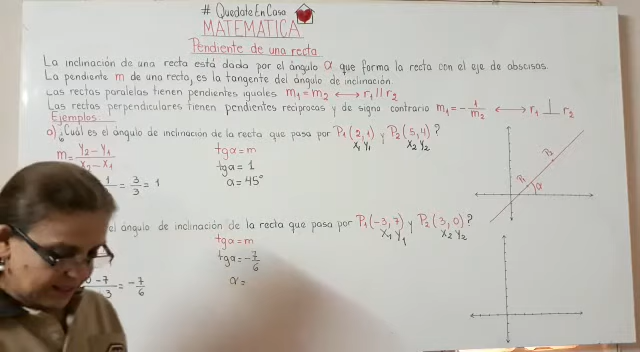 # Quedate En Casa
MATEMATICA
Pendiente de una recta
La inclinación de una recta está dada por el ángulo α que forma la recta con el eje de abscisas.
La pendiente m de una recta, es la tangente del ángulo de inclinación.
Las rectas paralelas tienen pendientes iguales m₁ = m₂ ⟷ r₁ // r₂
Las rectas perpendiculares tienen pendientes recíprocas y de signo contrario m₁ = - 1/m₂ ⟷ r₁ ⊥ r₂
Ejemplos
a) ¿Cuál es el ángulo de inclinación de la recta que pasa por P₁(2,1) y P₂(5,4)?
x₁ y₁ x₂ y₂
m = y₂ - y₁ / x₂ - x₁
tgα = m
tgα = 1
α = 45°
1 = 3/3 = 1
P₁ P₂ α
el ángulo de inclinación de la recta que pasa por P₁(-3,7) y P₂(3,0)?
x₁ y₁ x₂ y₂
tgα = m
tgα = -7/6
α =
-7 / 3 = -7/6